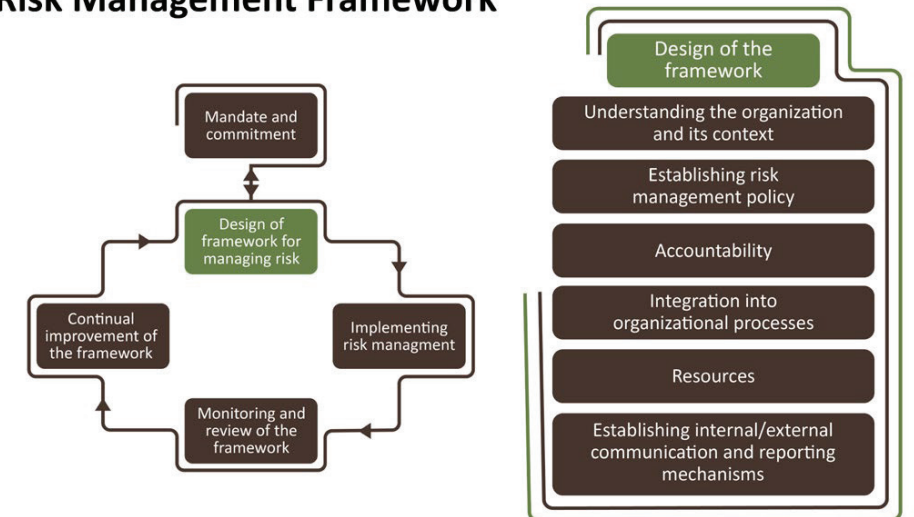 Risk Management Framework
Mandate and
commitment
Design of
framework for
managing risk
Implementing
risk managment
Monitoring and
review of the
framework
Continual
improvement of
the framework
Design of the
framework
Understanding the organization
and its context
Establishing risk
management policy
Accountability
Integration into
organizational processes
Resources
Establishing internal/external
communication and reporting
mechanisms